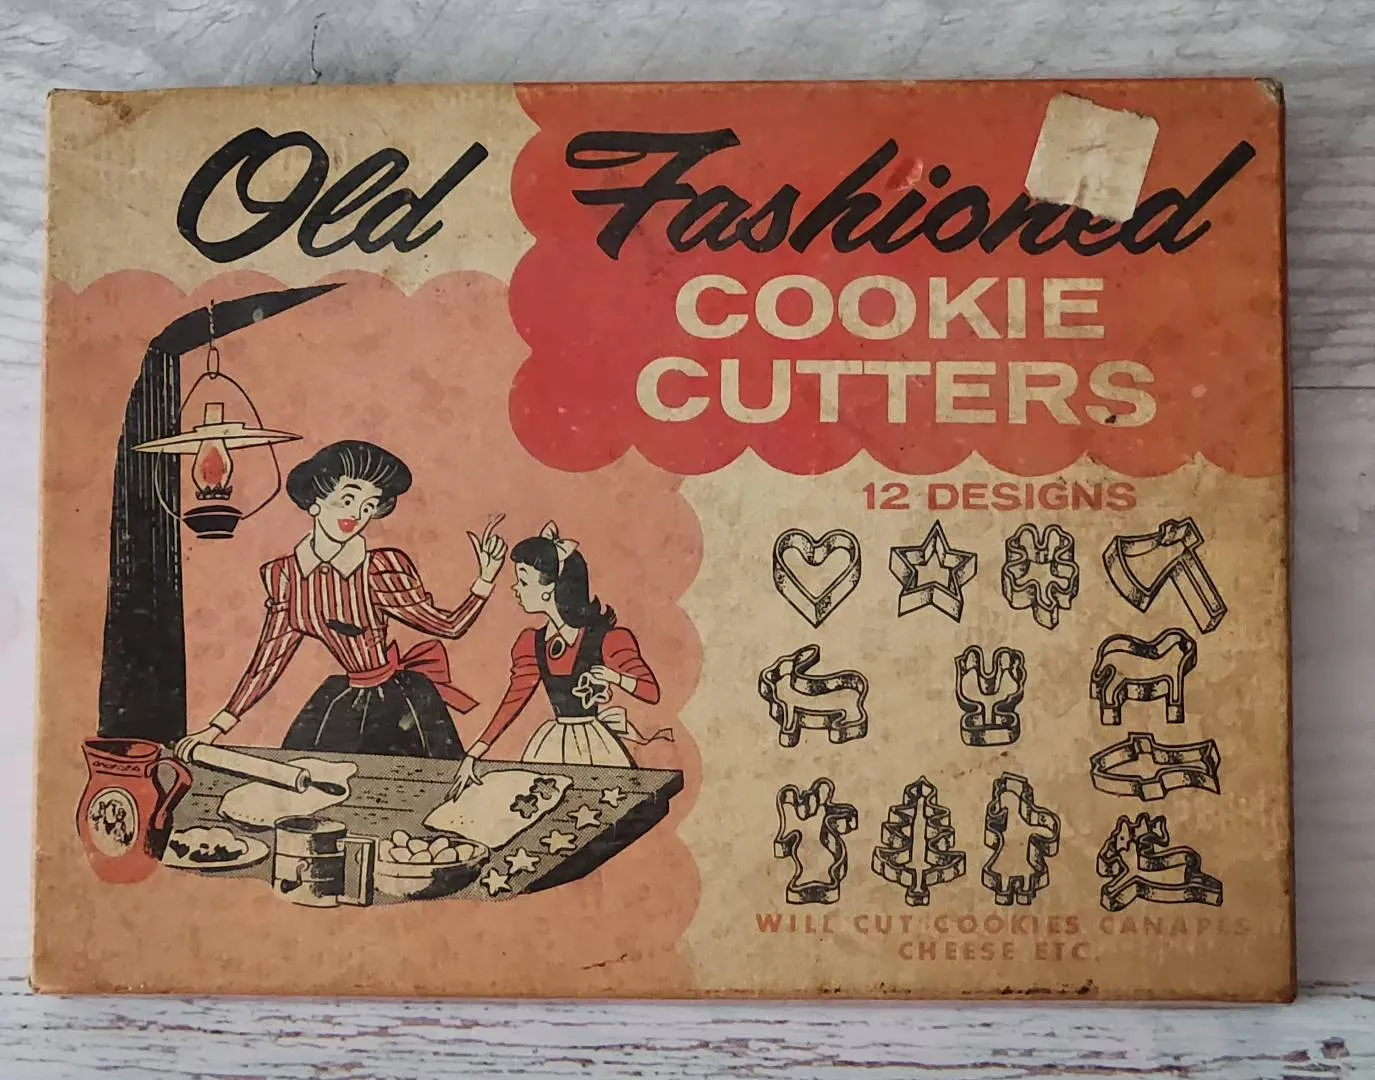 Old Fashioned
COOKIE
CUTTERS
12 DESIGNS
WILL CUT COOKIES CANAPES
CHEESE ETC.